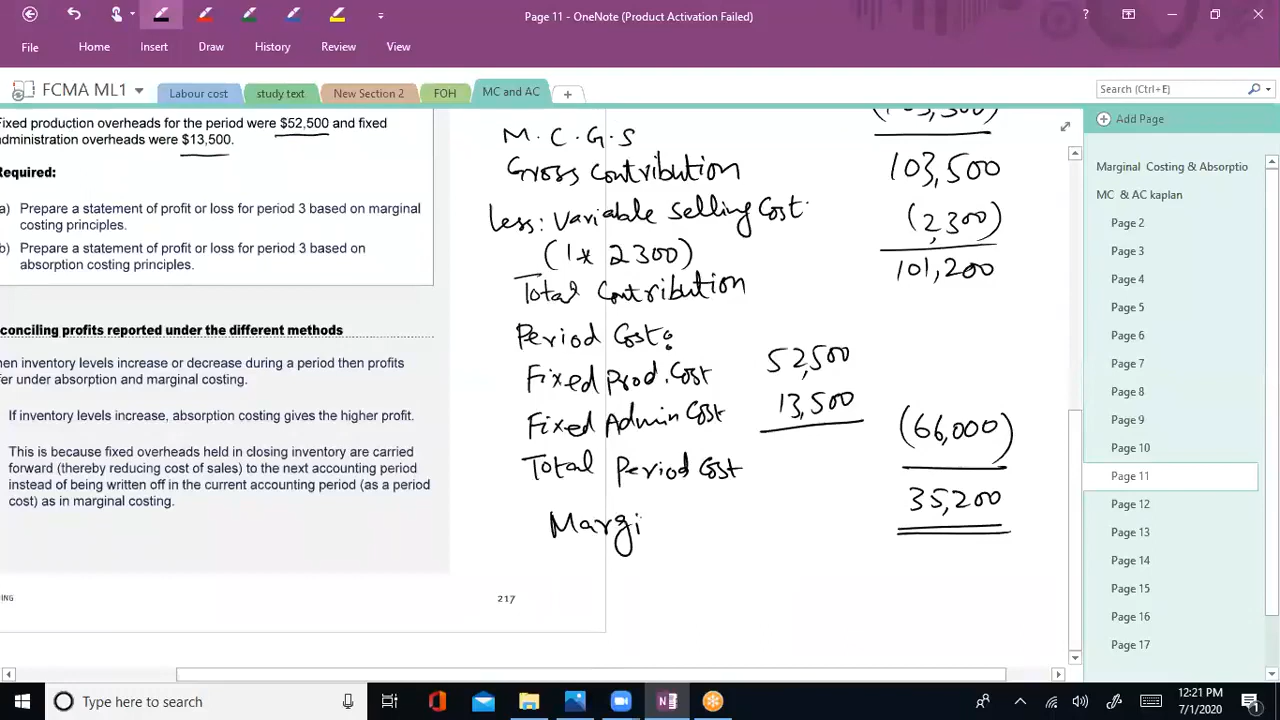 Page 11 - OneNote (Product Activation Failed)
File Home Insert Draw History Review View
FCMA ML1
Labour cost study text New Section 2 FOH MC and AC
Search (Ctrl+E)
Fixed production overheads for the period were $52,500 and fixed
administration overheads were $13,500.
Required:
a) Prepare a statement of profit or loss for period 3 based on marginal
costing principles.
b) Prepare a statement of profit or loss for period 3 based on
absorption costing principles.
conciling profits reported under the different methods
hen inventory levels increase or decrease during a period then profits
fer under absorption and marginal costing.
If inventory levels increase, absorption costing gives the higher profit.
This is because fixed overheads held in closing inventory are carried
forward (thereby reducing cost of sales) to the next accounting period
instead of being written off in the current accounting period (as a period
cost) as in marginal costing.
217
M.C.G.S
Gross Contribution 103,500
less: Variable Selling Cost. (2,300)
(1x 2300)
101,200
Total Contribution
Period Cost:
Fixed Prod. Cost 52,500
Fixed Admin Cost 13,500
(66,000)
Total Period Cost
35,200
Margi
Add Page
Marginal Costing & Absorptio
MC & AC kaplan
Page 2
Page 3
Page 4
Page 5
Page 6
Page 7
Page 8
Page 9
Page 10
Page 11
Page 12
Page 13
Page 14
Page 15
Page 16
Page 17
Type here to search
12:21 PM
7/1/2020